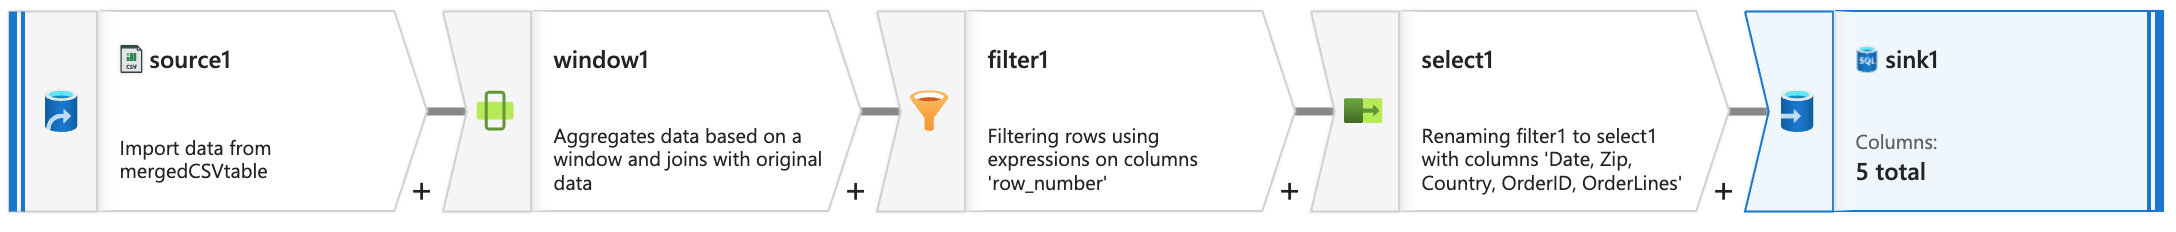 CSV
source1
Import data from
mergedCSVtable
+
window1
Aggregates data based on a
window and joins with original
data
+
filter1
Filtering rows using
expressions on columns
'row_number'
+
select1
Renaming filter1 to select1
with columns 'Date, Zip,
Country, OrderID, OrderLines'
+
SQL
sink1
Columns:
5 total